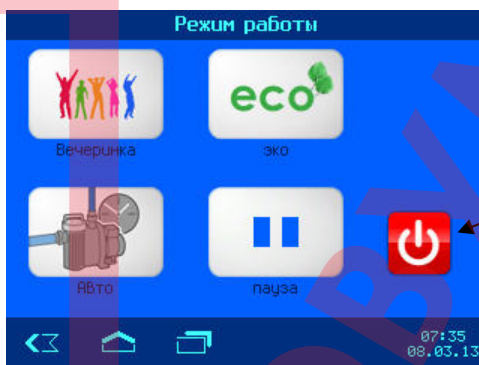 Режим работы
eco
Вечеринка
эко
Авто
пауза
07:35
08.03.13